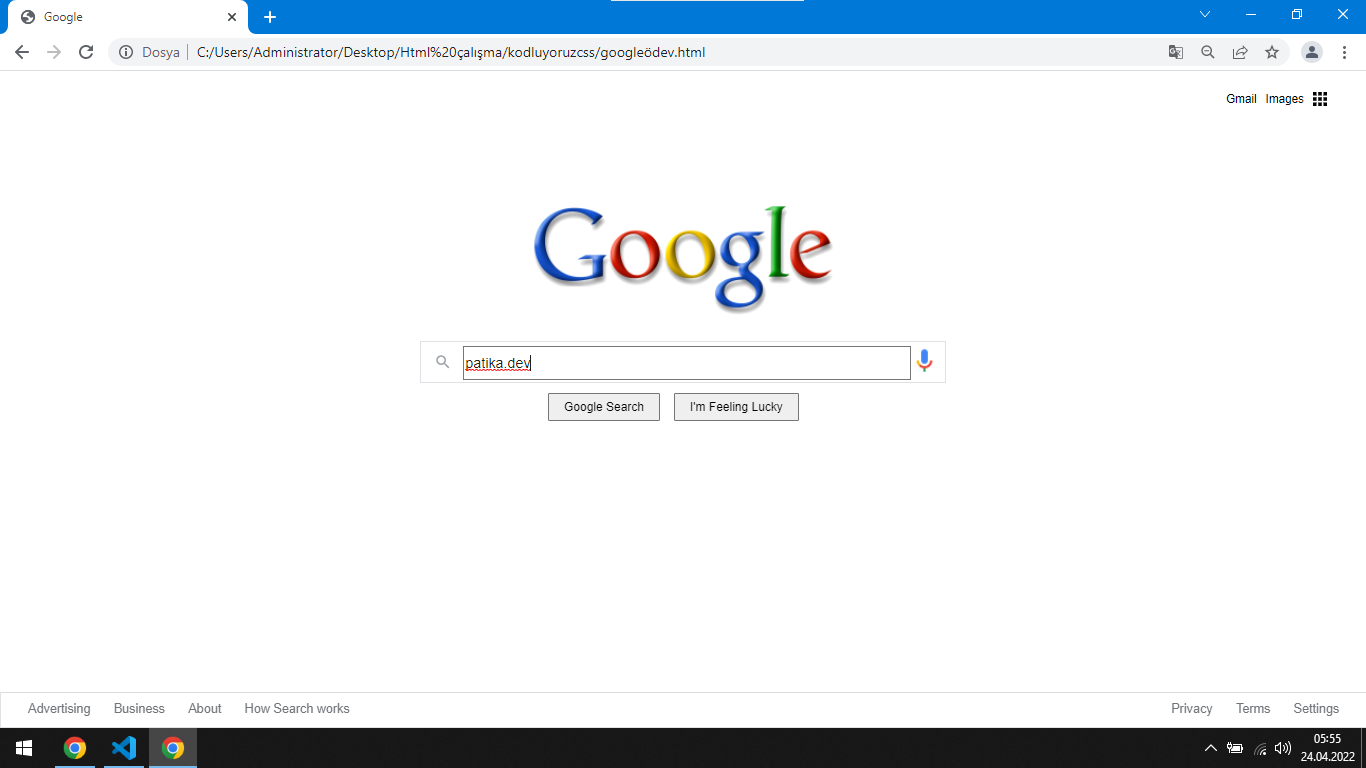 Google
Dosya C:/Users/Administrator/Desktop/Html%20çalışma/kodluyoruzcss/googleödev.html
Gmail Images
Google
patika.dev
Google Search I'm Feeling Lucky
Advertising Business About How Search works Privacy Terms Settings
05:55
24.04.2022